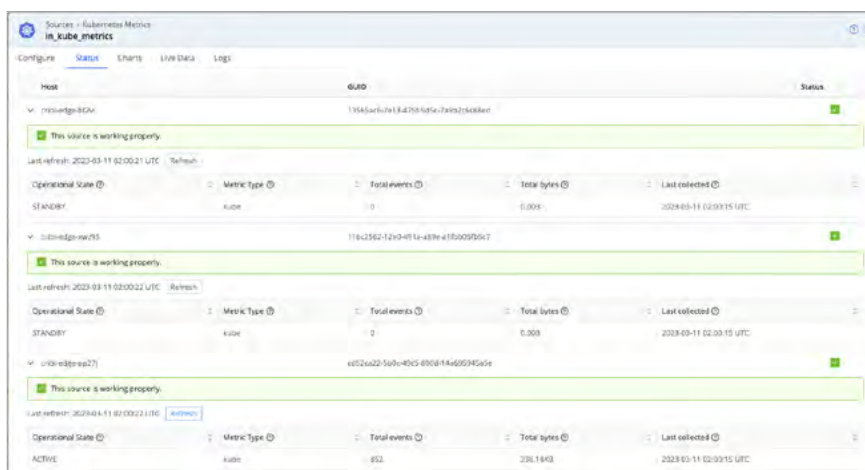 Sources > Kubernetes Metrics
in_kube_metrics
Configure Status Charts Live Data Logs
Host GUID Status
This source is working properly.
Last refresh: 2023-03-11 02:00:21 UTC Refresh
Operational State Metric Type Total events Total bytes Last collected
STANDBY kube 0 0.00B 2023-03-11 02:00:15 UTC
This source is working properly.
Last refresh: 2023-03-11 02:00:22 UTC Refresh
Operational State Metric Type Total events Total bytes Last collected
STANDBY kube 0 0.00B 2023-03-11 02:00:15 UTC
This source is working properly.
Last refresh: 2023-03-11 02:00:22 UTC Refresh
Operational State Metric Type Total events Total bytes Last collected
ACTIVE kube 2023-03-11 02:00:15 UTC